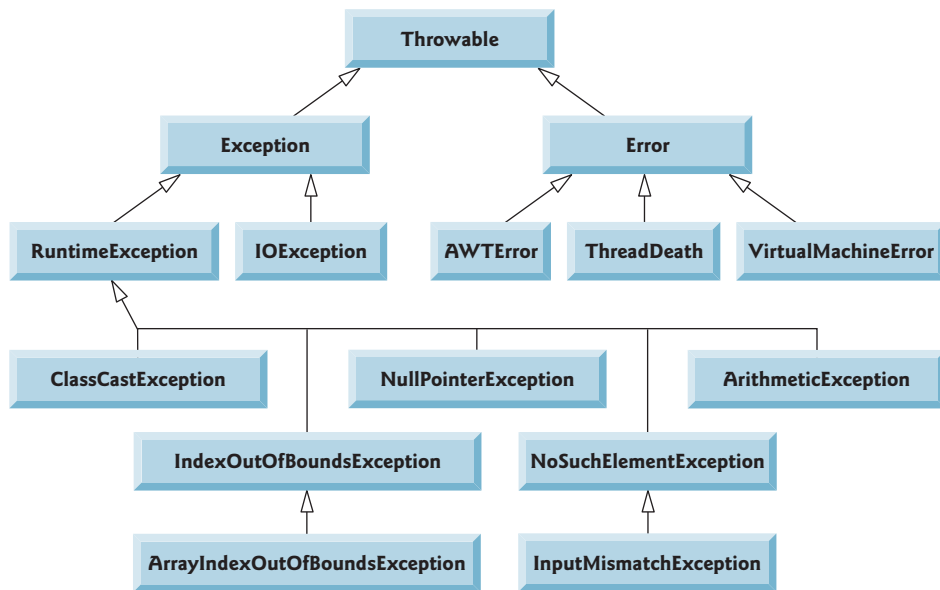 Throwable
Exception
Error
RuntimeException
IOException
AWTError
ThreadDeath
VirtualMachineError
ClassCastException
NullPointerException
ArithmeticException
IndexOutOfBoundsException
NoSuchElementException
ArrayIndexOutOfBoundsException
InputMismatchException